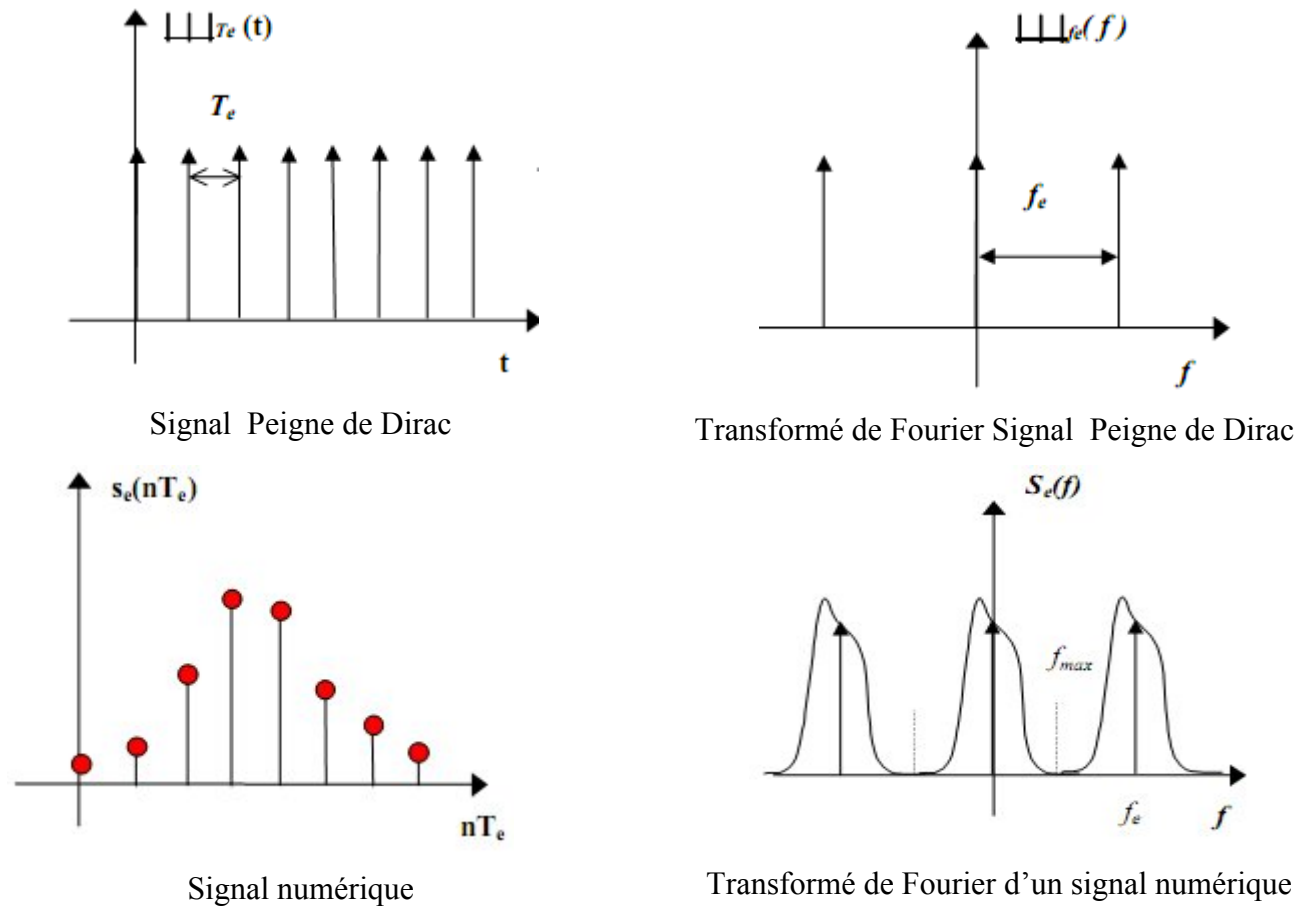 Te (t)
fe(f)
Te
fe
t
f
Signal Peigne de Dirac
Transformé de Fourier Signal Peigne de Dirac
se(nTe)
Se(f)
fmax
nTe
fe
f
Signal numérique
Transformé de Fourier d'un signal numérique